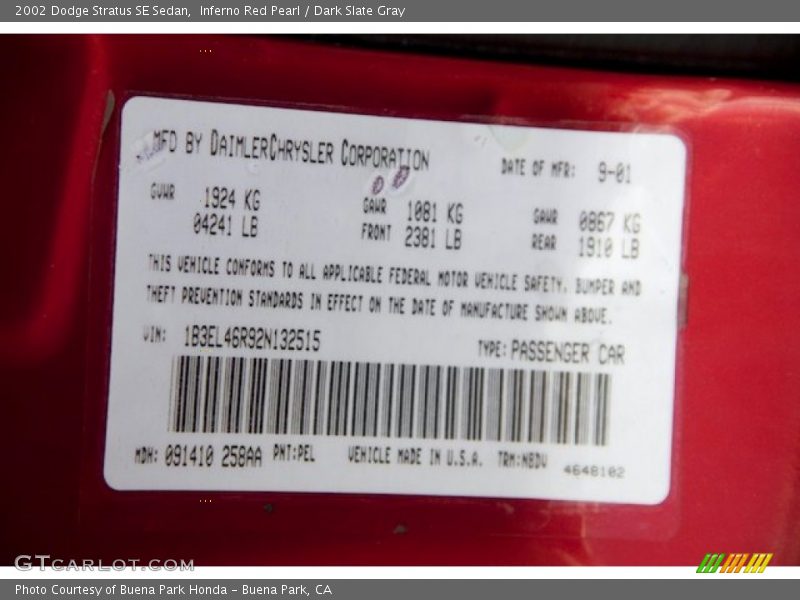 2002 Dodge Stratus SE Sedan,  Inferno Red Pearl / Dark Slate Gray
MFD BY DAIMLERCHRYSLER CORPORATION DATE OF MFR: 9-01
GVWR 1924 KG GAWR 1081 KG GAWR 0867 KG
04241 LB FRONT 2381 LB REAR 1910 LB
THIS VEHICLE CONFORMS TO ALL APPLICABLE FEDERAL MOTOR VEHICLE SAFETY, BUMPER AND
THEFT PREVENTION STANDARDS IN EFFECT ON THE DATE OF MANUFACTURE SHOWN ABOVE.
VIN: 1B3EL46R92N132515 TYPE: PASSENGER CAR
MDH: 091410 258AA PNT:PEL VEHICLE MADE IN U.S.A. TRM:N8DV 4648102
GTCARLOT.COM
Photo Courtesy of Buena Park Honda - Buena Park, CA